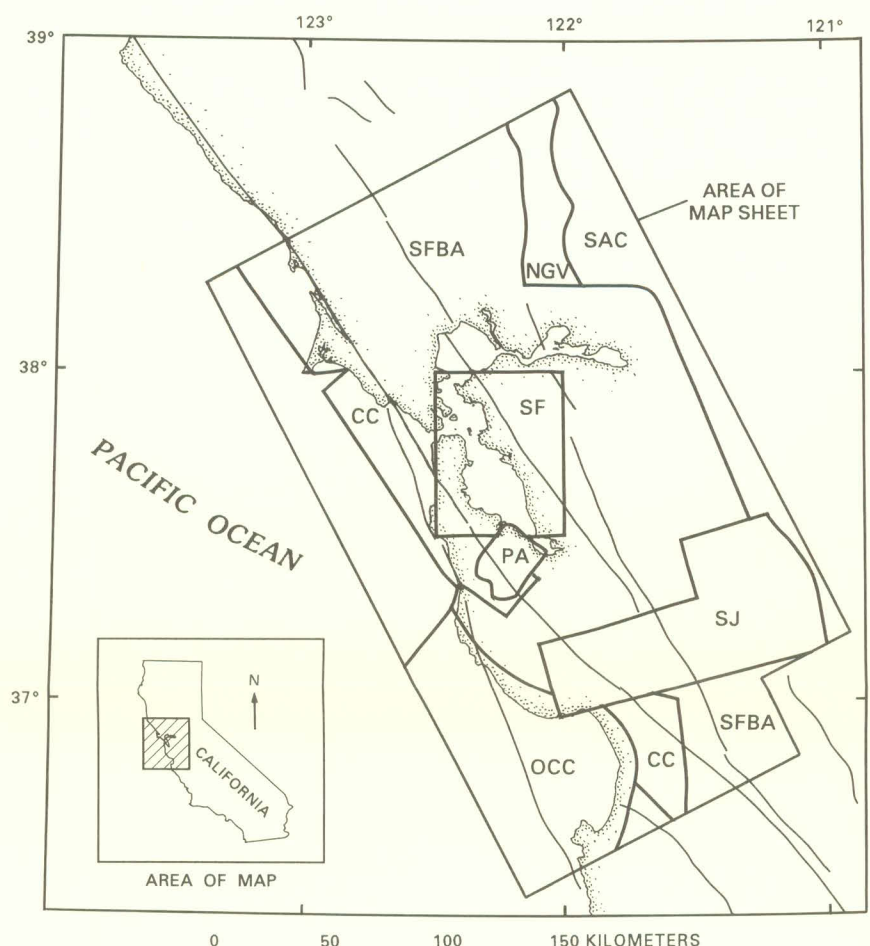 123° 122° 121°
39°
AREA OF
MAP SHEET
SFBA
SAC
NGV
38°
CC
SF
PACIFIC OCEAN
PA
SJ
N
37°
SFBA
CALIFORNIA
OCC
CC
AREA OF MAP
0 50 100 150 KILOMETERS